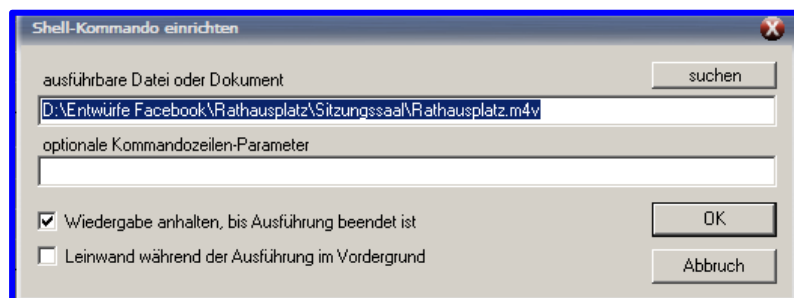 Shell-Kommando einrichten
ausführbare Datei oder Dokument
suchen
D:\Entwürfe Facebook\Rathausplatz\Sitzungssaal\Rathausplatz.m4v
optionale Kommandozeilen-Parameter
Wiedergabe anhalten, bis Ausführung beendet ist
OK
Leinwand während der Ausführung im Vordergrund
Abbruch